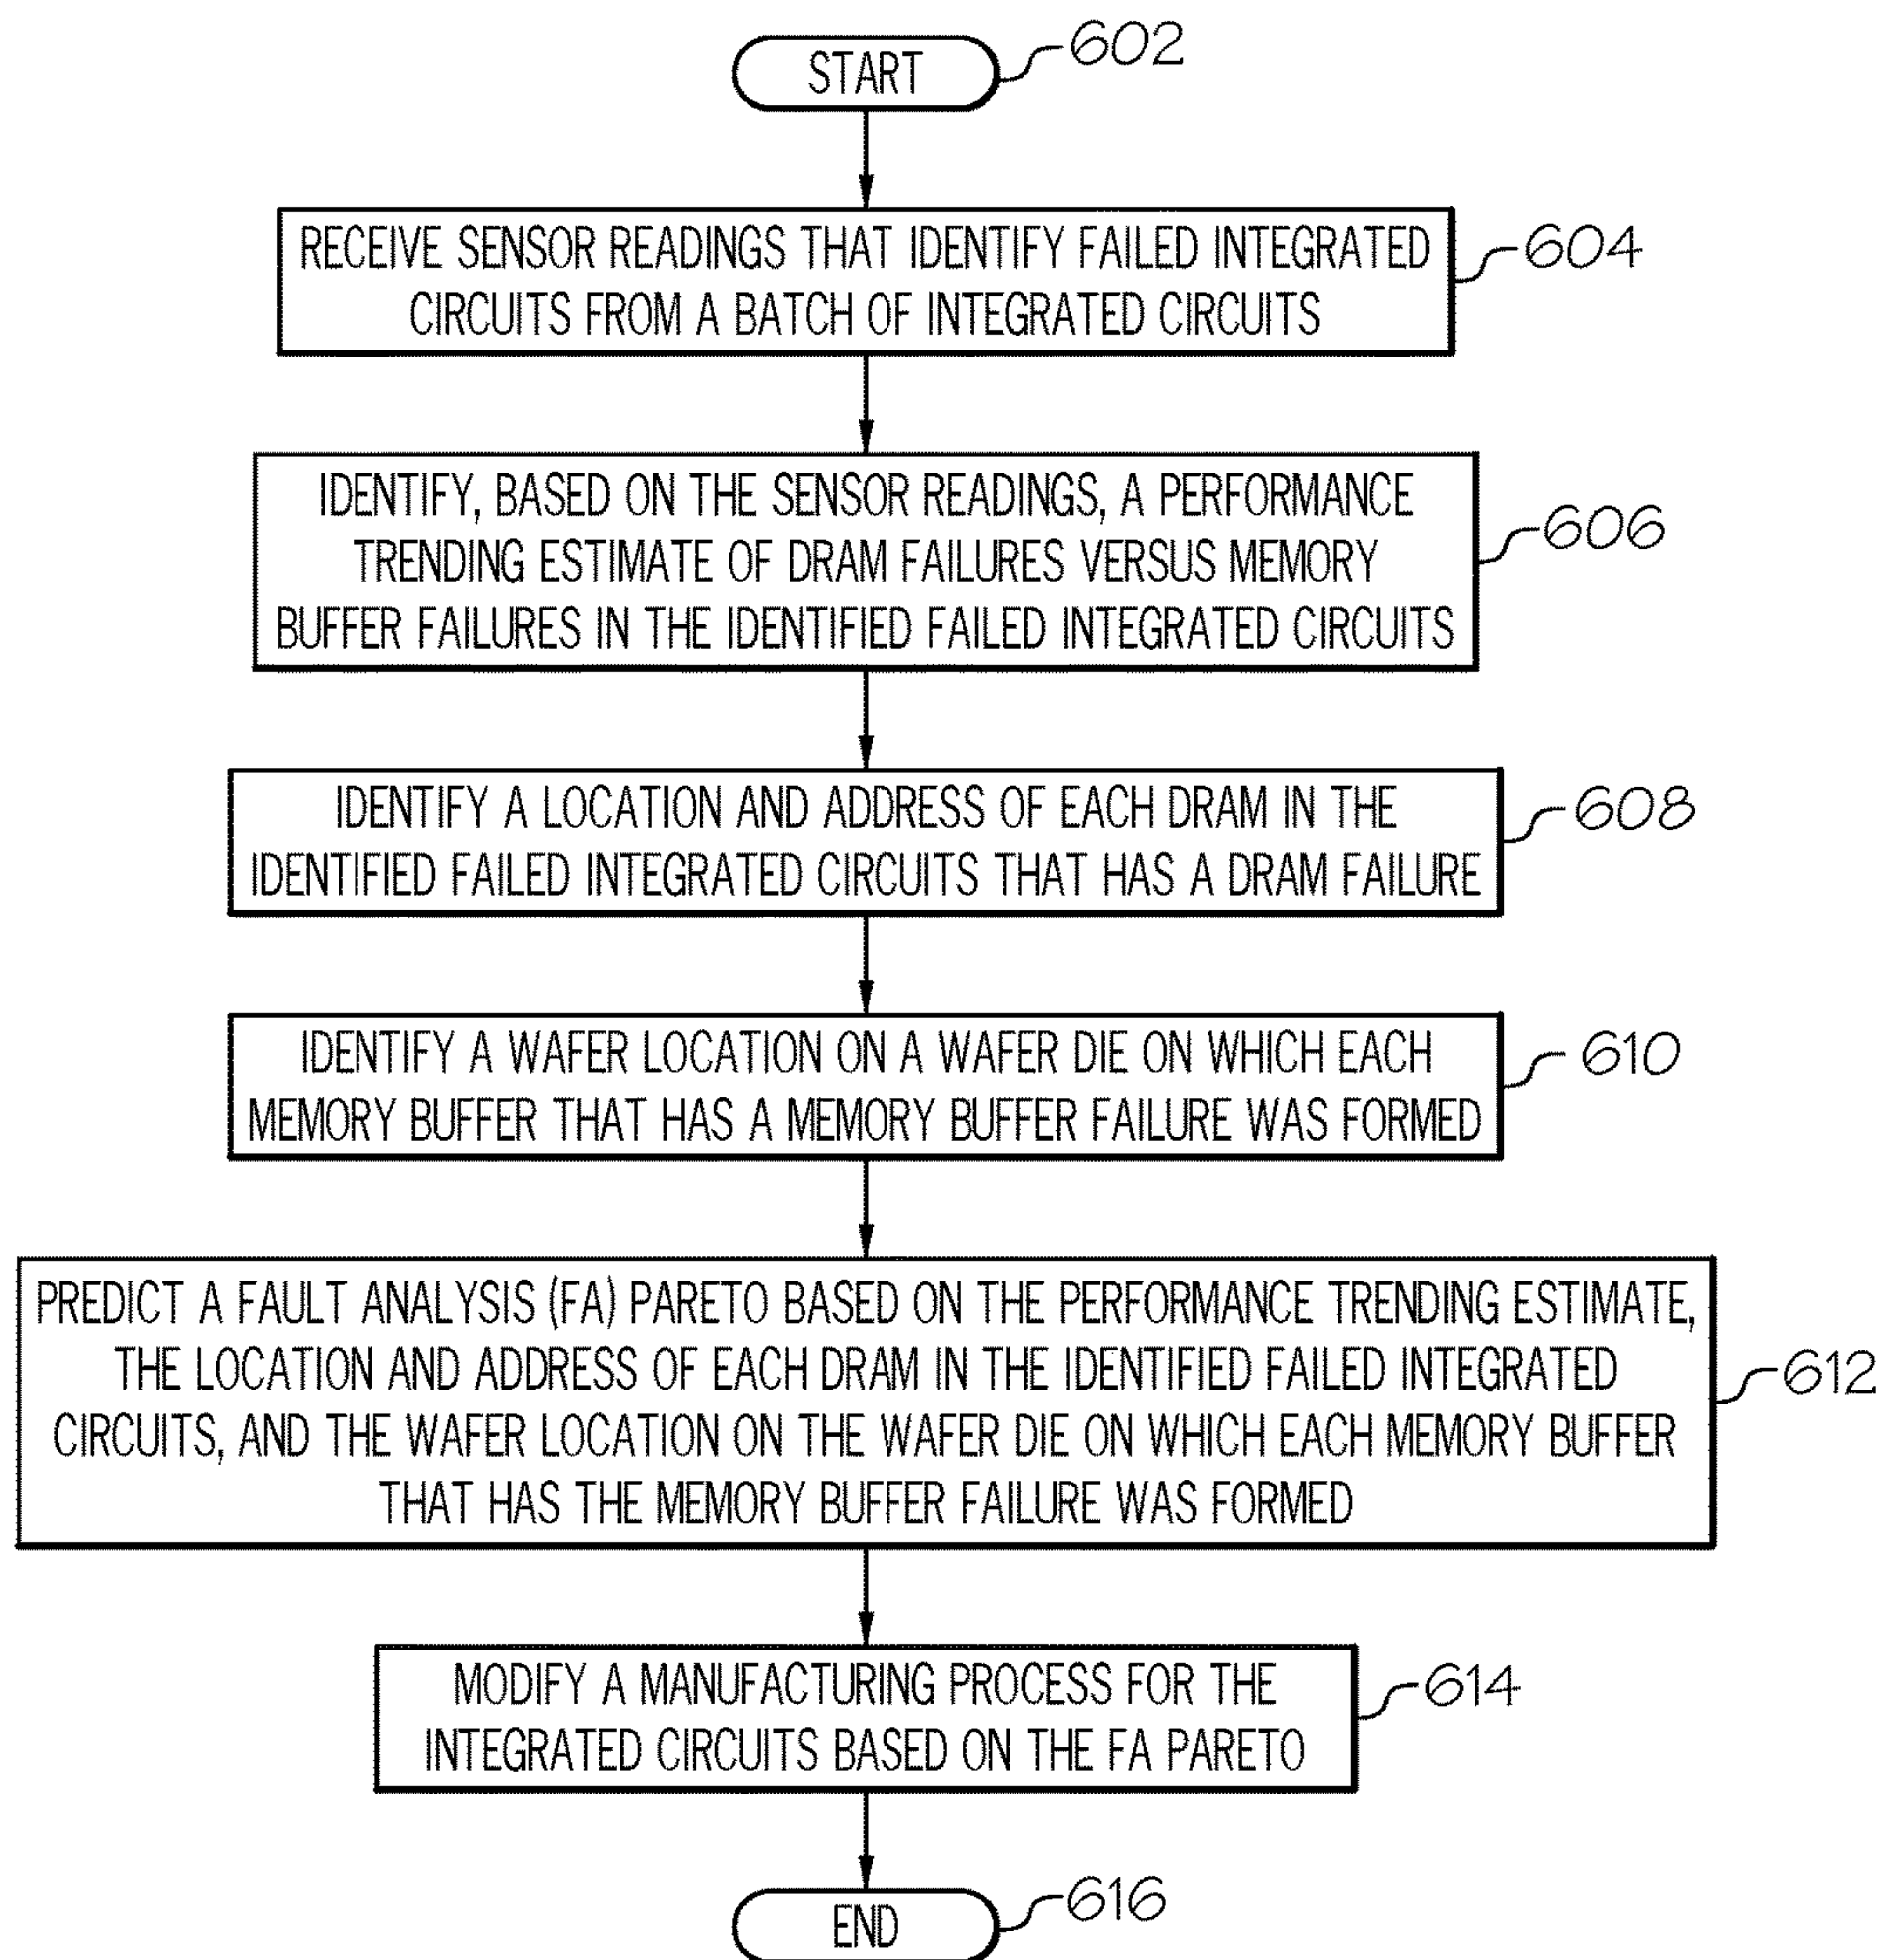 START
602
RECEIVE SENSOR READINGS THAT IDENTIFY FAILED INTEGRATED
CIRCUITS FROM A BATCH OF INTEGRATED CIRCUITS
604
IDENTIFY, BASED ON THE SENSOR READINGS, A PERFORMANCE
TRENDING ESTIMATE OF DRAM FAILURES VERSUS MEMORY
BUFFER FAILURES IN THE IDENTIFIED FAILED INTEGRATED CIRCUITS
606
IDENTIFY A LOCATION AND ADDRESS OF EACH DRAM IN THE
IDENTIFIED FAILED INTEGRATED CIRCUITS THAT HAS A DRAM FAILURE
608
IDENTIFY A WAFER LOCATION ON A WAFER DIE ON WHICH EACH
MEMORY BUFFER THAT HAS A MEMORY BUFFER FAILURE WAS FORMED
610
PREDICT A FAULT ANALYSIS (FA) PARETO BASED ON THE PERFORMANCE TRENDING ESTIMATE,
THE LOCATION AND ADDRESS OF EACH DRAM IN THE IDENTIFIED FAILED INTEGRATED
CIRCUITS, AND THE WAFER LOCATION ON THE WAFER DIE ON WHICH EACH MEMORY BUFFER
THAT HAS THE MEMORY BUFFER FAILURE WAS FORMED
612
MODIFY A MANUFACTURING PROCESS FOR THE
INTEGRATED CIRCUITS BASED ON THE FA PARETO
614
END
616